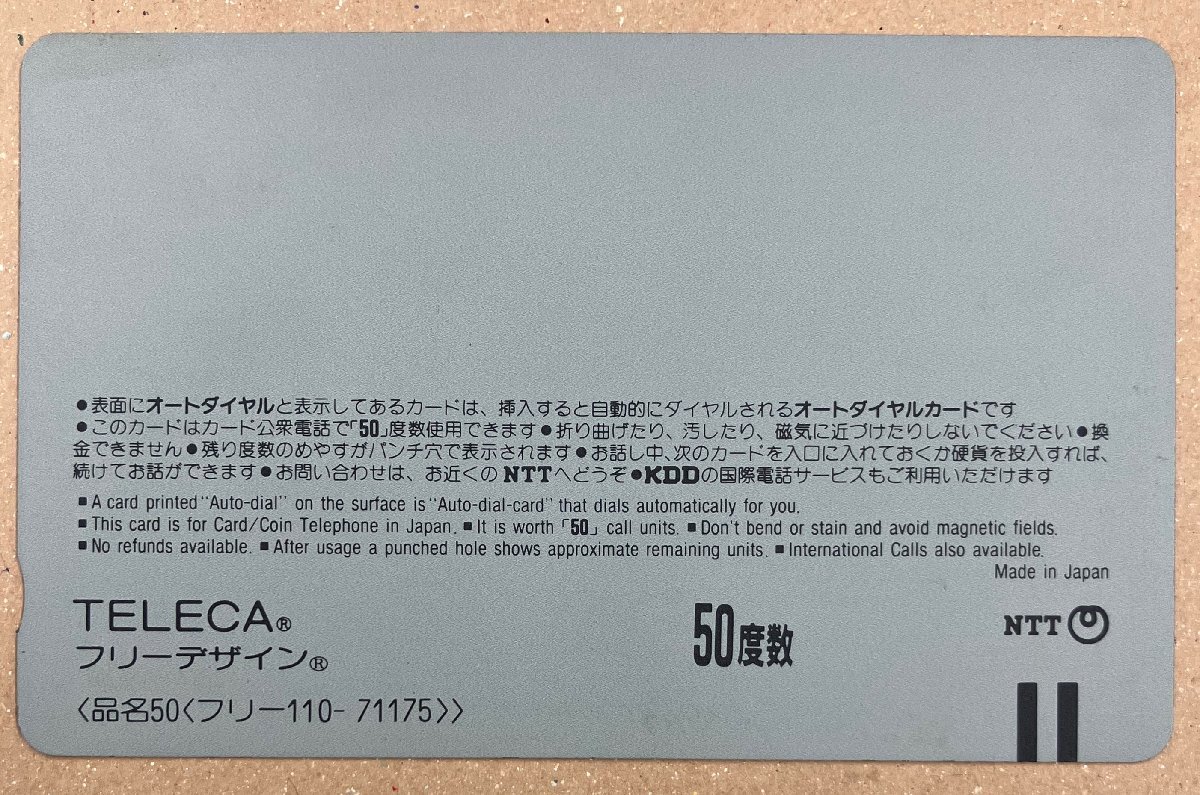 ●表面にオートダイヤルと表示してあるカードは、挿入すると自動的にダイヤルされるオートダイヤルカードです
●このカードはカード公衆電話で「50」度数使用できます●折り曲げたり、汚したり、磁気に近づけたりしないでください●換
金できません●残り度数のめやすがパンチ穴で表示されます●お話し中、次のカードを入口に入れておくか硬貨を投入すれば、
続けてお話ができます●お問い合わせは、お近くのNTTへどうぞ●KDDの国際電話サービスもご利用いただけます
■A card printed "Auto-dial" on the surface is "Auto-dial-card" that dials automatically for you.
■This card is for Card/Coin Telephone in Japan. ■It is worth「50」call units. ■Don't bend or stain and avoid magnetic fields.
■No refunds available. ■After usage a punched hole shows approximate remaining units. ■International Calls also available.
Made in Japan
TELECA®
フリーデザイン®
50度数
NTT
〈品名50〈フリー110- 71175〉〉